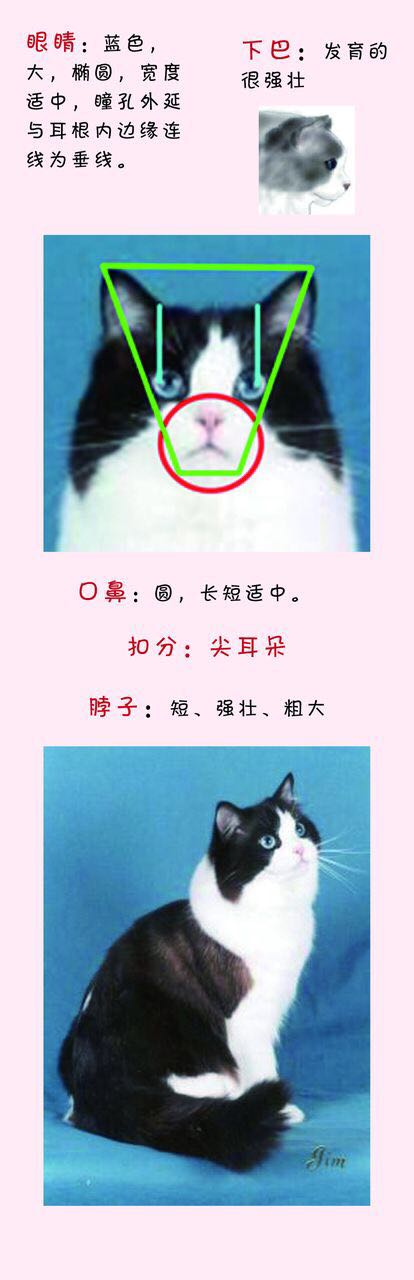 眼睛：蓝色，
大，椭圆，宽度
适中，瞳孔外延
与耳根内边缘连
线为垂线。
下巴：发育的
很强壮
口鼻：圆，长短适中。
扣分：尖耳朵
脖子：短、强壮、粗大
Jim